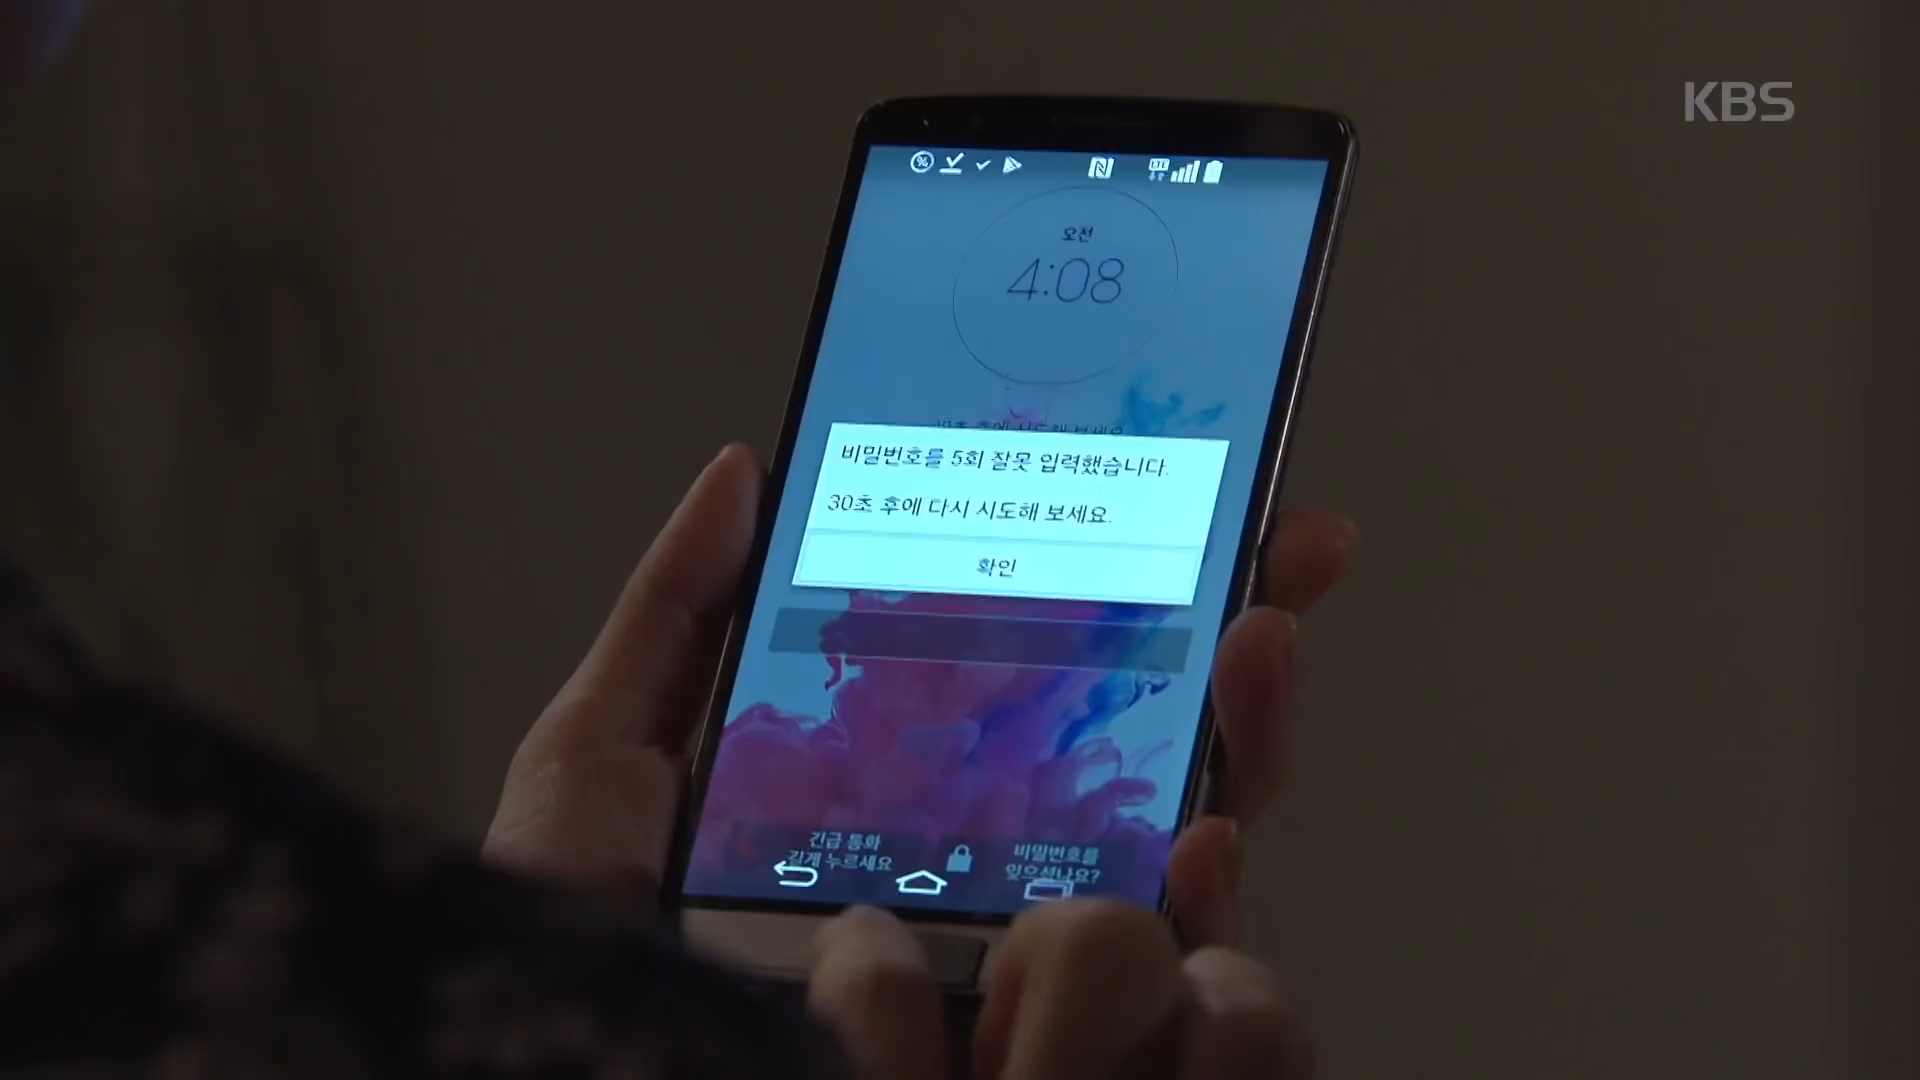 KBS
LTE
오전
4:08
비밀번호를 5회 잘못 입력했습니다.
30초 후에 다시 시도해 보세요.
확인
긴급 통화
길게 누르세요
비밀번호를
잊으셨나요?